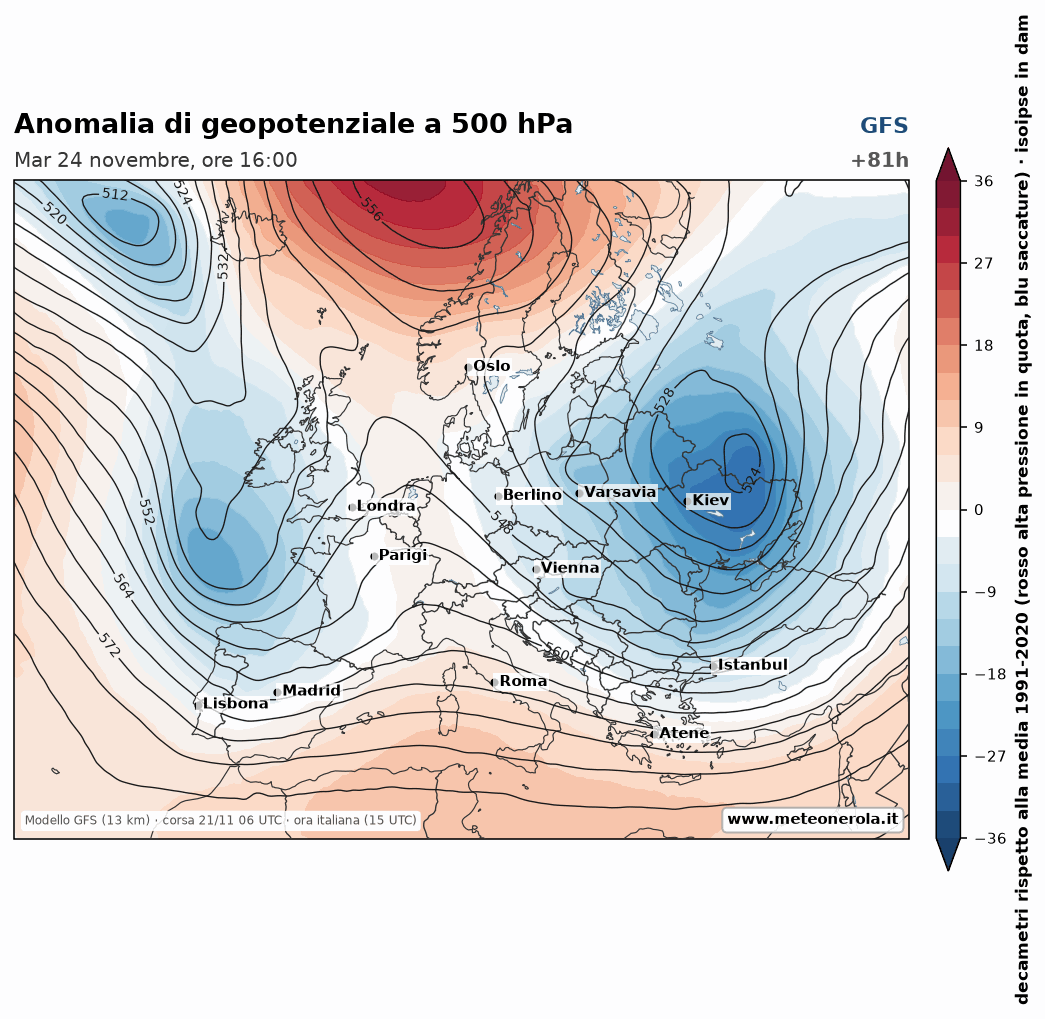 Anomalia di geopotenziale a 500 hPa
GFS
Mar 24 novembre, ore 16:00
+81h
512
520
524
532
556
528
524
552
548
564
572
560
Oslo
Londra
Berlino
Varsavia
Kiev
Parigi
Vienna
Istanbul
Roma
Madrid
Lisbona
Atene
Modello GFS (13 km) · corsa 21/11 06 UTC · ora italiana (15 UTC)
www.meteonerola.it
36
27
18
9
0
−9
−18
−27
−36
decametri rispetto alla media 1991-2020 (rosso alta pressione in quota, blu saccature) · isoipse in dam